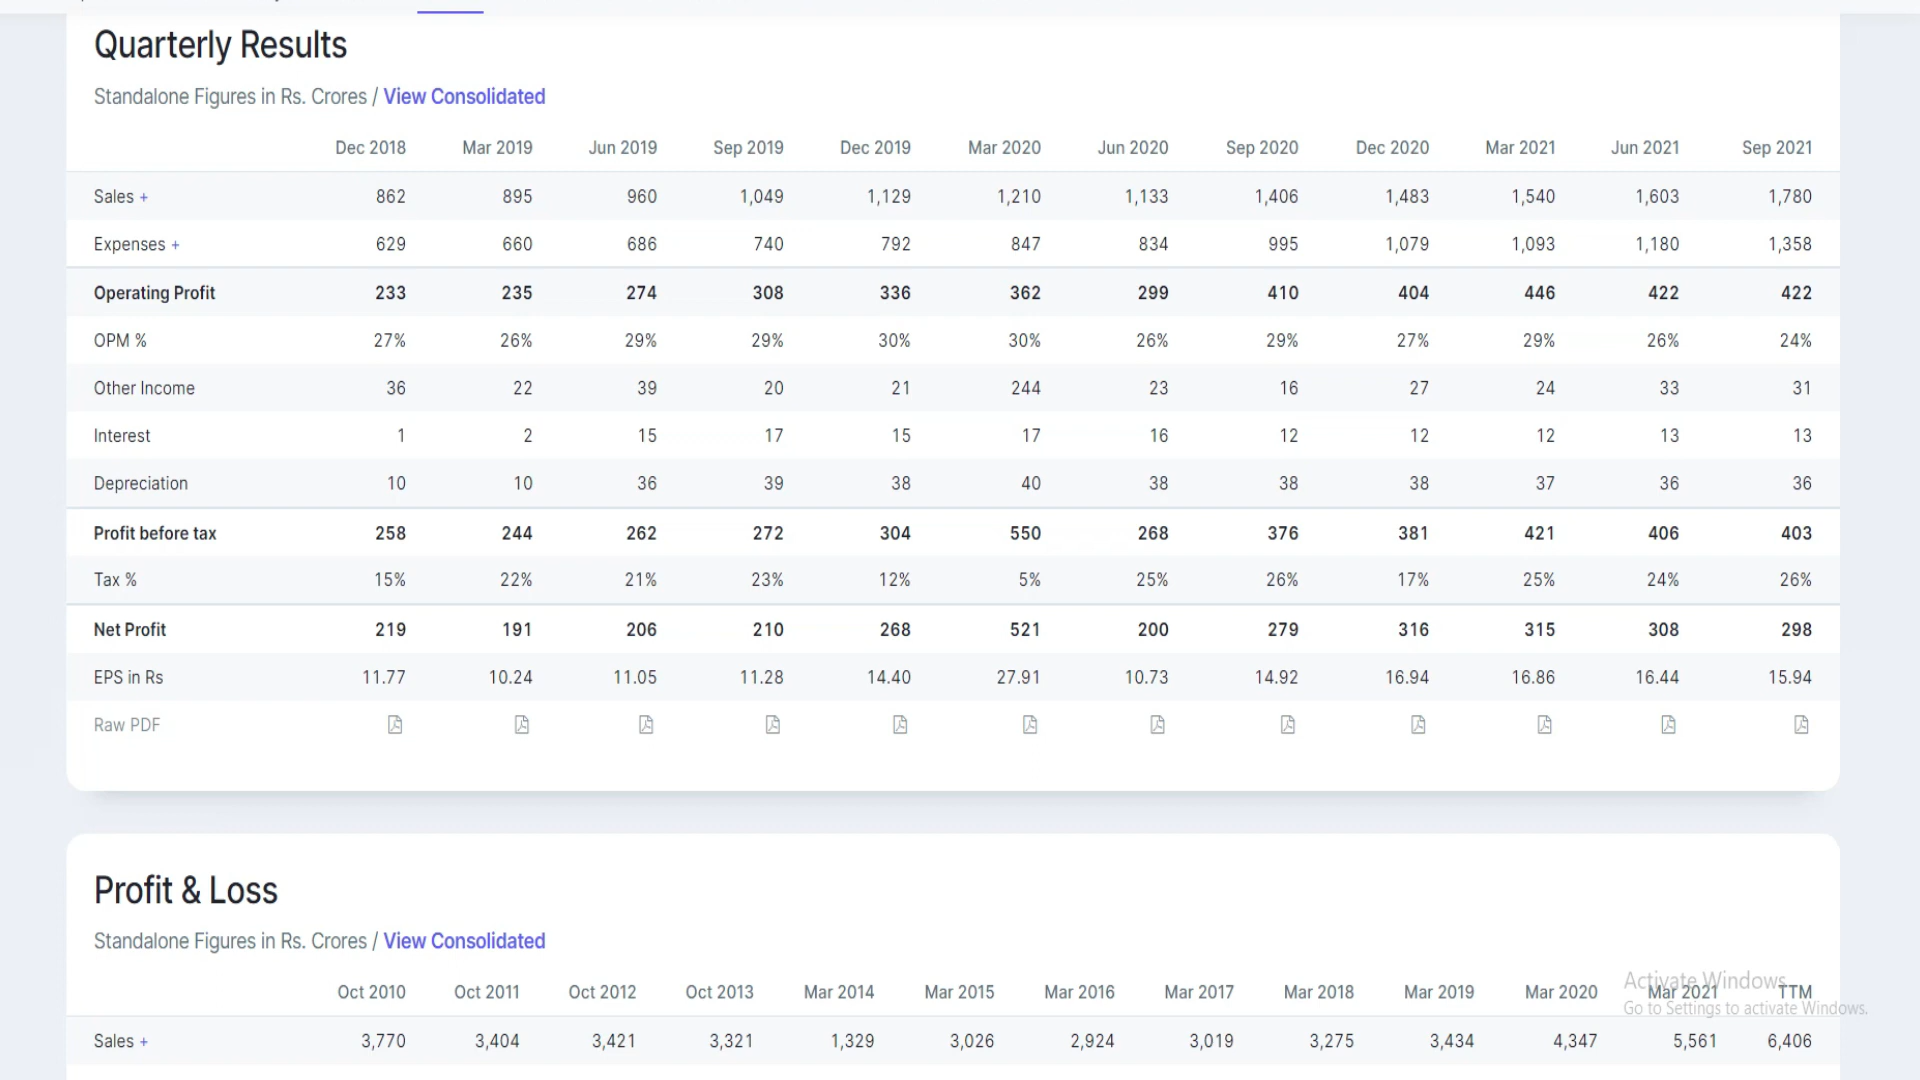 Quarterly Results
Standalone Figures in Rs. Crores / View Consolidated
Dec 2018 Mar 2019 Jun 2019 Sep 2019 Dec 2019 Mar 2020 Jun 2020 Sep 2020 Dec 2020 Mar 2021 Jun 2021 Sep 2021
Sales + 862 895 960 1,049 1,129 1,210 1,133 1,406 1,483 1,540 1,603 1,780
Expenses + 629 660 686 740 792 847 834 995 1,079 1,093 1,180 1,358
Operating Profit 233 235 274 308 336 362 299 410 404 446 422 422
OPM % 27% 26% 29% 29% 30% 30% 26% 29% 27% 29% 26% 24%
Other Income 36 22 39 20 21 244 23 16 27 24 33 31
Interest 1 2 15 17 15 17 16 12 12 12 13 13
Depreciation 10 10 36 39 38 40 38 38 38 37 36 36
Profit before tax 258 244 262 272 304 550 268 376 381 421 406 403
Tax % 15% 22% 21% 23% 12% 5% 25% 26% 17% 25% 24% 26%
Net Profit 219 191 206 210 268 521 200 279 316 315 308 298
EPS in Rs 11.77 10.24 11.05 11.28 14.40 27.91 10.73 14.92 16.94 16.86 16.44 15.94
Raw PDF
Profit & Loss
Standalone Figures in Rs. Crores / View Consolidated
Activate Windows
Oct 2010 Oct 2011 Oct 2012 Oct 2013 Mar 2014 Mar 2015 Mar 2016 Mar 2017 Mar 2018 Mar 2019 Mar 2020 Mar 2021 TTM
Go to Settings to activate Windows.
Sales + 3,770 3,404 3,421 3,321 1,329 3,026 2,924 3,019 3,275 3,434 4,347 5,561 6,406